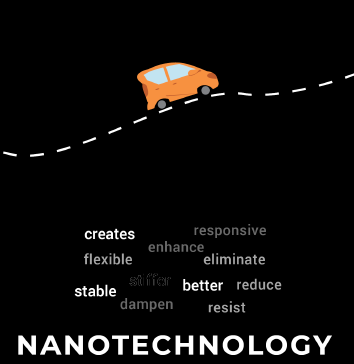 responsive
creates
enhance
flexible eliminate
stiffer
better reduce
stable
dampen
resist
NANOTECHNOLOGY